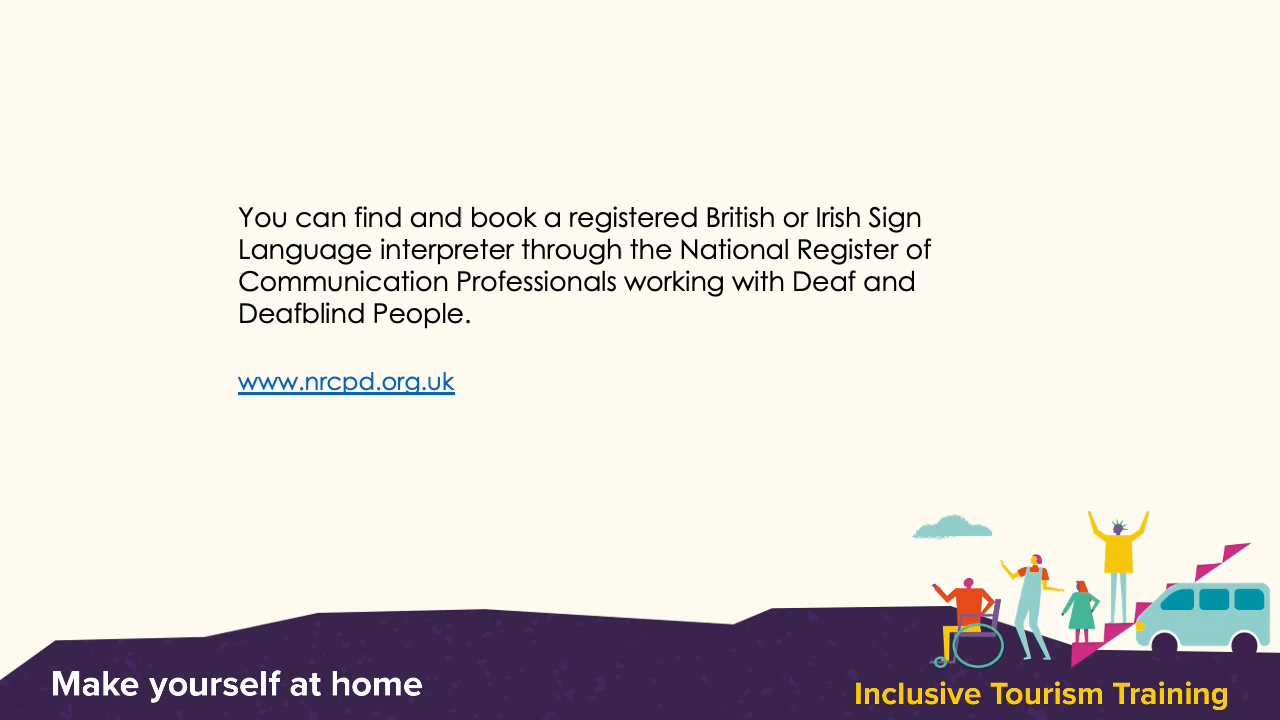 You can find and book a registered British or Irish Sign
Language interpreter through the National Register of
Communication Professionals working with Deaf and
Deafblind People.
www.nrcpd.org.uk
Make yourself at home
Inclusive Tourism Training